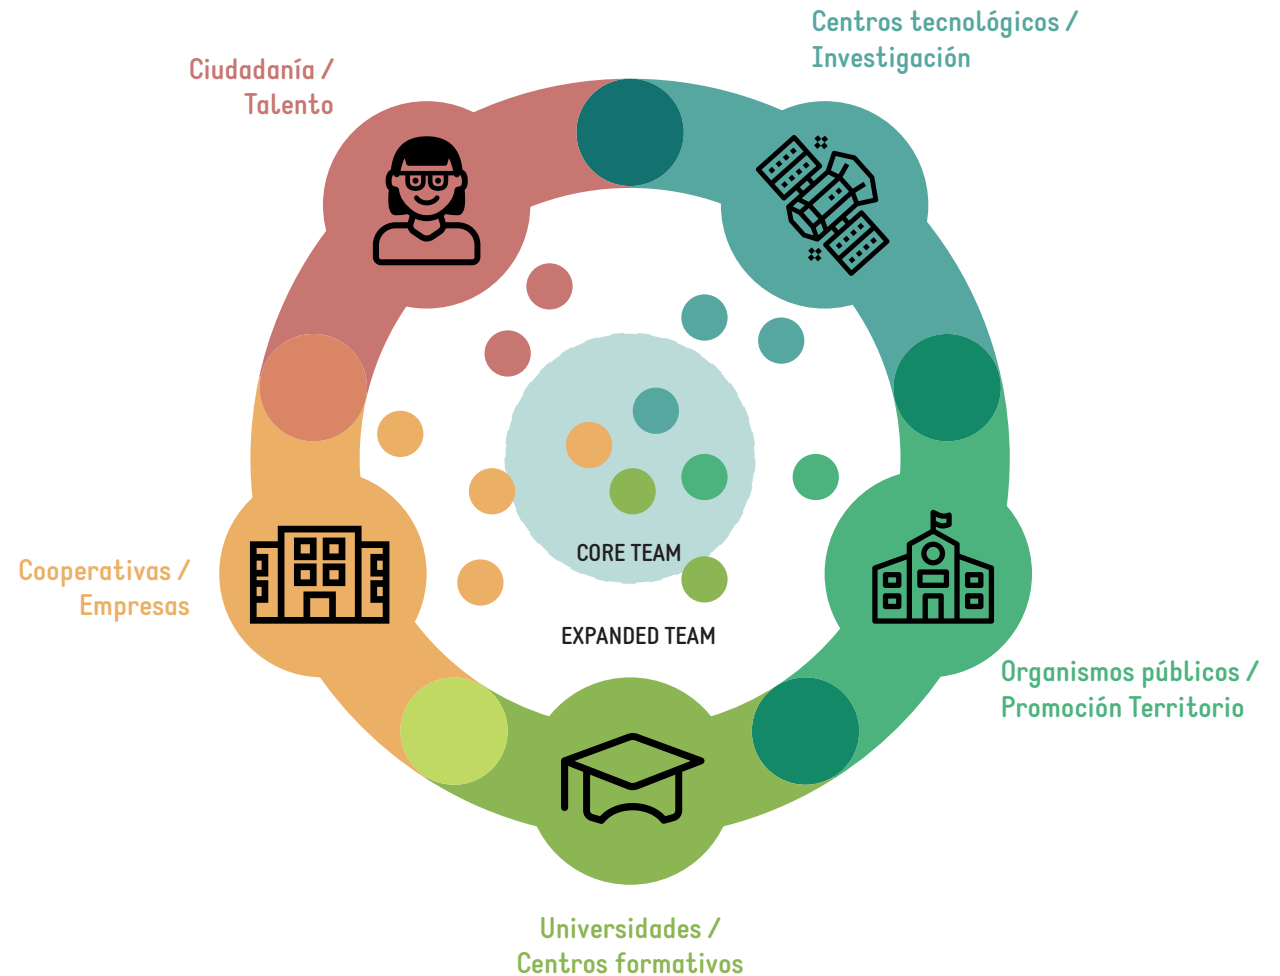 Centros tecnológicos /
Investigación
Ciudadanía /
Talento
CORE TEAM
Cooperativas /
Empresas
EXPANDED TEAM
Organismos públicos /
Promoción Territorio
Universidades /
Centros formativos